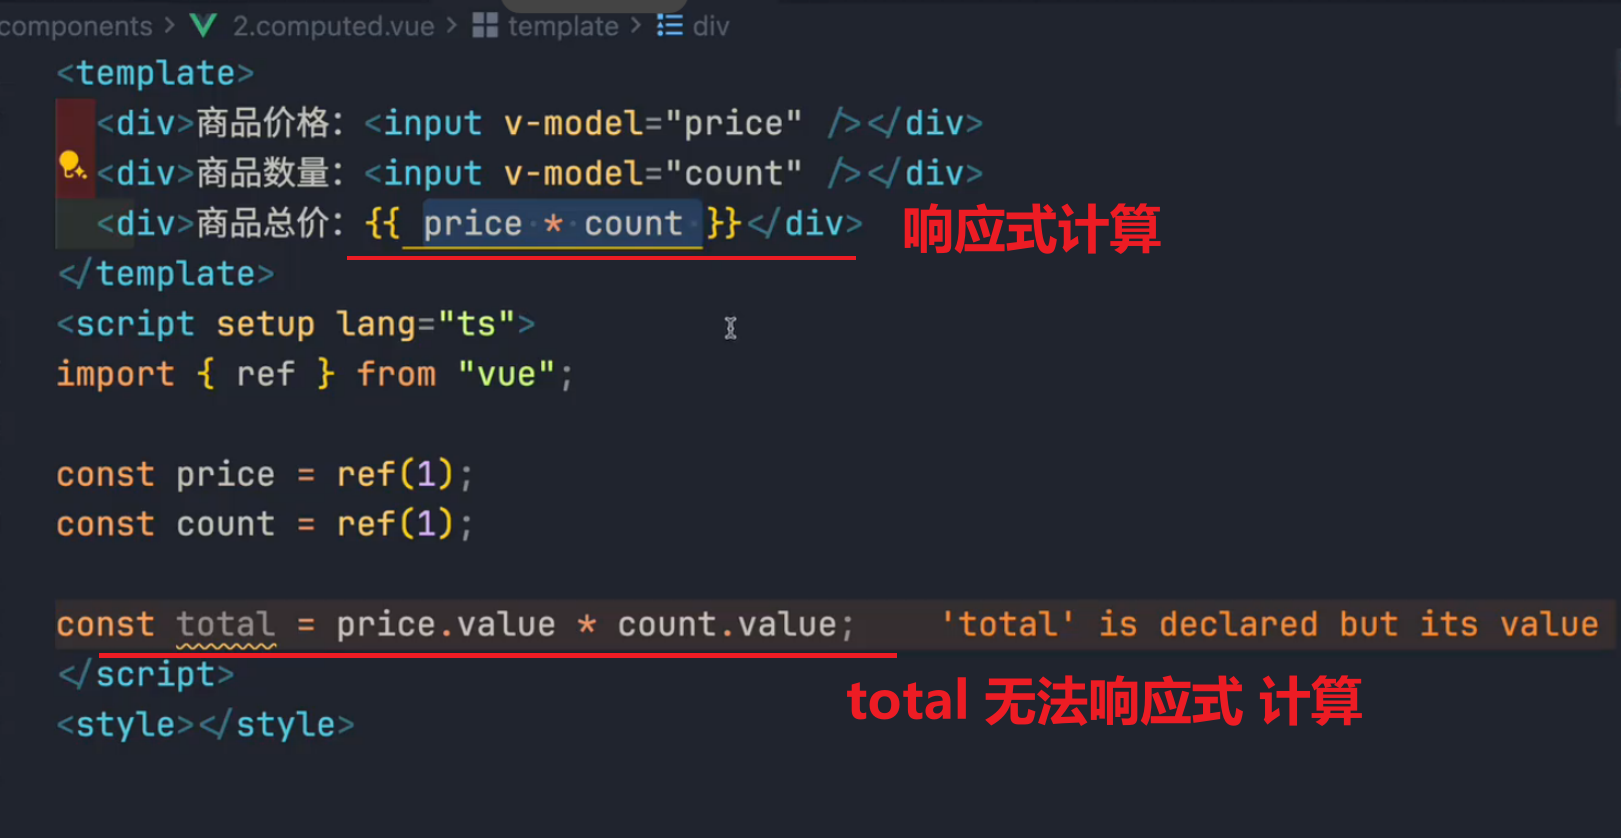 components > 2.computed.vue > template > div
<template>
<div>商品价格：<input v-model="price" /></div>
<div>商品数量：<input v-model="count" /></div>
<div>商品总价：{{ price * count }}</div> 响应式计算
</template>
<script setup lang="ts">
import { ref } from "vue";
const price = ref(1);
const count = ref(1);
const total = price.value * count.value; 'total' is declared but its value
</script>
total 无法响应式 计算
<style></style>